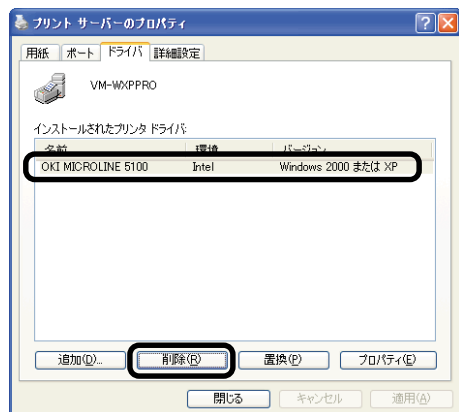 プリント サーバーのプロパティ
用紙 ポート ドライバ 詳細設定
VM-WXPPRO
インストールされたプリンタ ドライバ:
名前 環境 バージョン
OKI MICROLINE 5100 Intel Windows 2000 または XP
追加(D)... 削除(R) 置換(P) プロパティ(E)
閉じる キャンセル 適用(A)